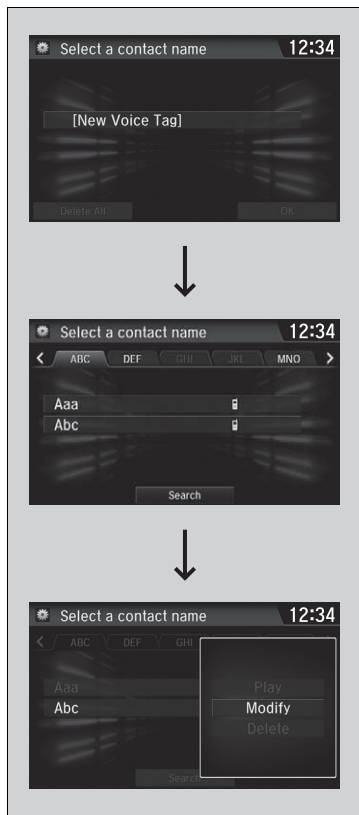 Select a contact name 12:34
[New Voice Tag]
Delete All OK
Select a contact name 12:34
ABC DEF GHI JKL MNO
Aaa
Abc
Search
Select a contact name 12:34
ABC DEF GHI
Aaa Play
Abc Modify
Delete
Search